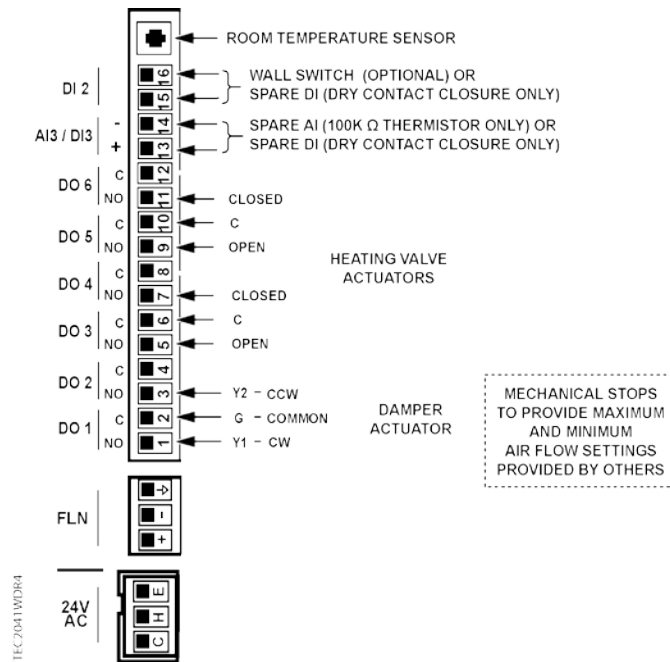 ROOM TEMPERATURE SENSOR
DI 2
16
15
WALL SWITCH (OPTIONAL) OR
SPARE DI (DRY CONTACT CLOSURE ONLY)
AI3 / DI3
-
+
14
13
SPARE AI (100K Ω THERMISTOR ONLY) OR
SPARE DI (DRY CONTACT CLOSURE ONLY)
DO 6
C
12
NO
11
CLOSED
DO 5
C
10
C
NO
9
OPEN
HEATING VALVE
ACTUATORS
DO 4
C
8
NO
7
CLOSED
DO 3
C
6
C
NO
5
OPEN
DO 2
C
4
NO
3
Y2 - CCW
DO 1
C
2
G - COMMON
NO
1
Y1 - CW
DAMPER
ACTUATOR
MECHANICAL STOPS
TO PROVIDE MAXIMUM
AND MINIMUM
AIR FLOW SETTINGS
PROVIDED BY OTHERS
FLN
-
+
24V
AC
E
H
C
TEC2041WDR4